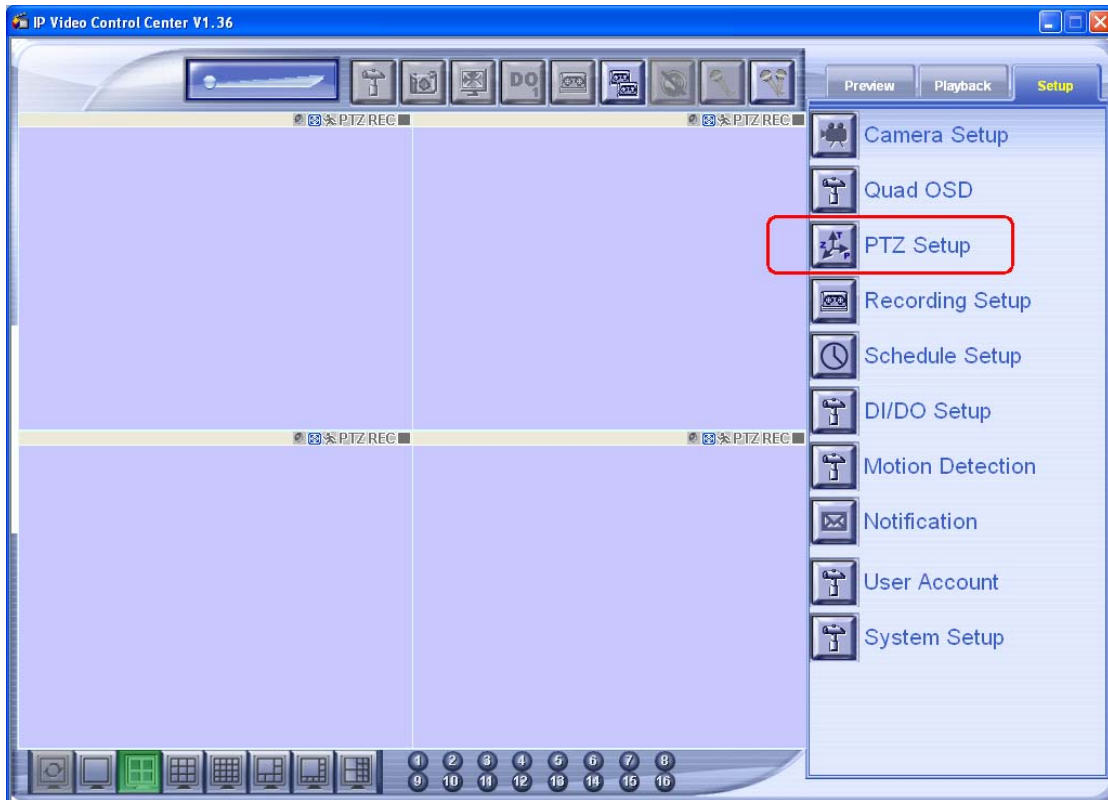 IP Video Control Center V1.36
DO
1
Preview Playback Setup
PTZ REC
PTZ REC
Camera Setup
Quad OSD
Z T P
PTZ Setup
Recording Setup
Schedule Setup
DI/DO Setup
PTZ REC
PTZ REC
Motion Detection
Notification
User Account
System Setup
1 2 3 4 5 6 7 8
9 10 11 12 13 14 15 16